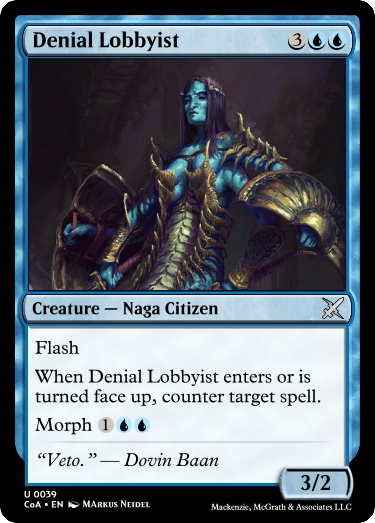 Denial Lobbyist 3
Creature — Naga Citizen
Flash
When Denial Lobbyist enters or is
turned face up, counter target spell.
Morph 1
“Veto.” — Dovin Baan
3/2
U 0039
CoA • EN Markus Neidel
Mackenzie, McGrath & Associates LLC